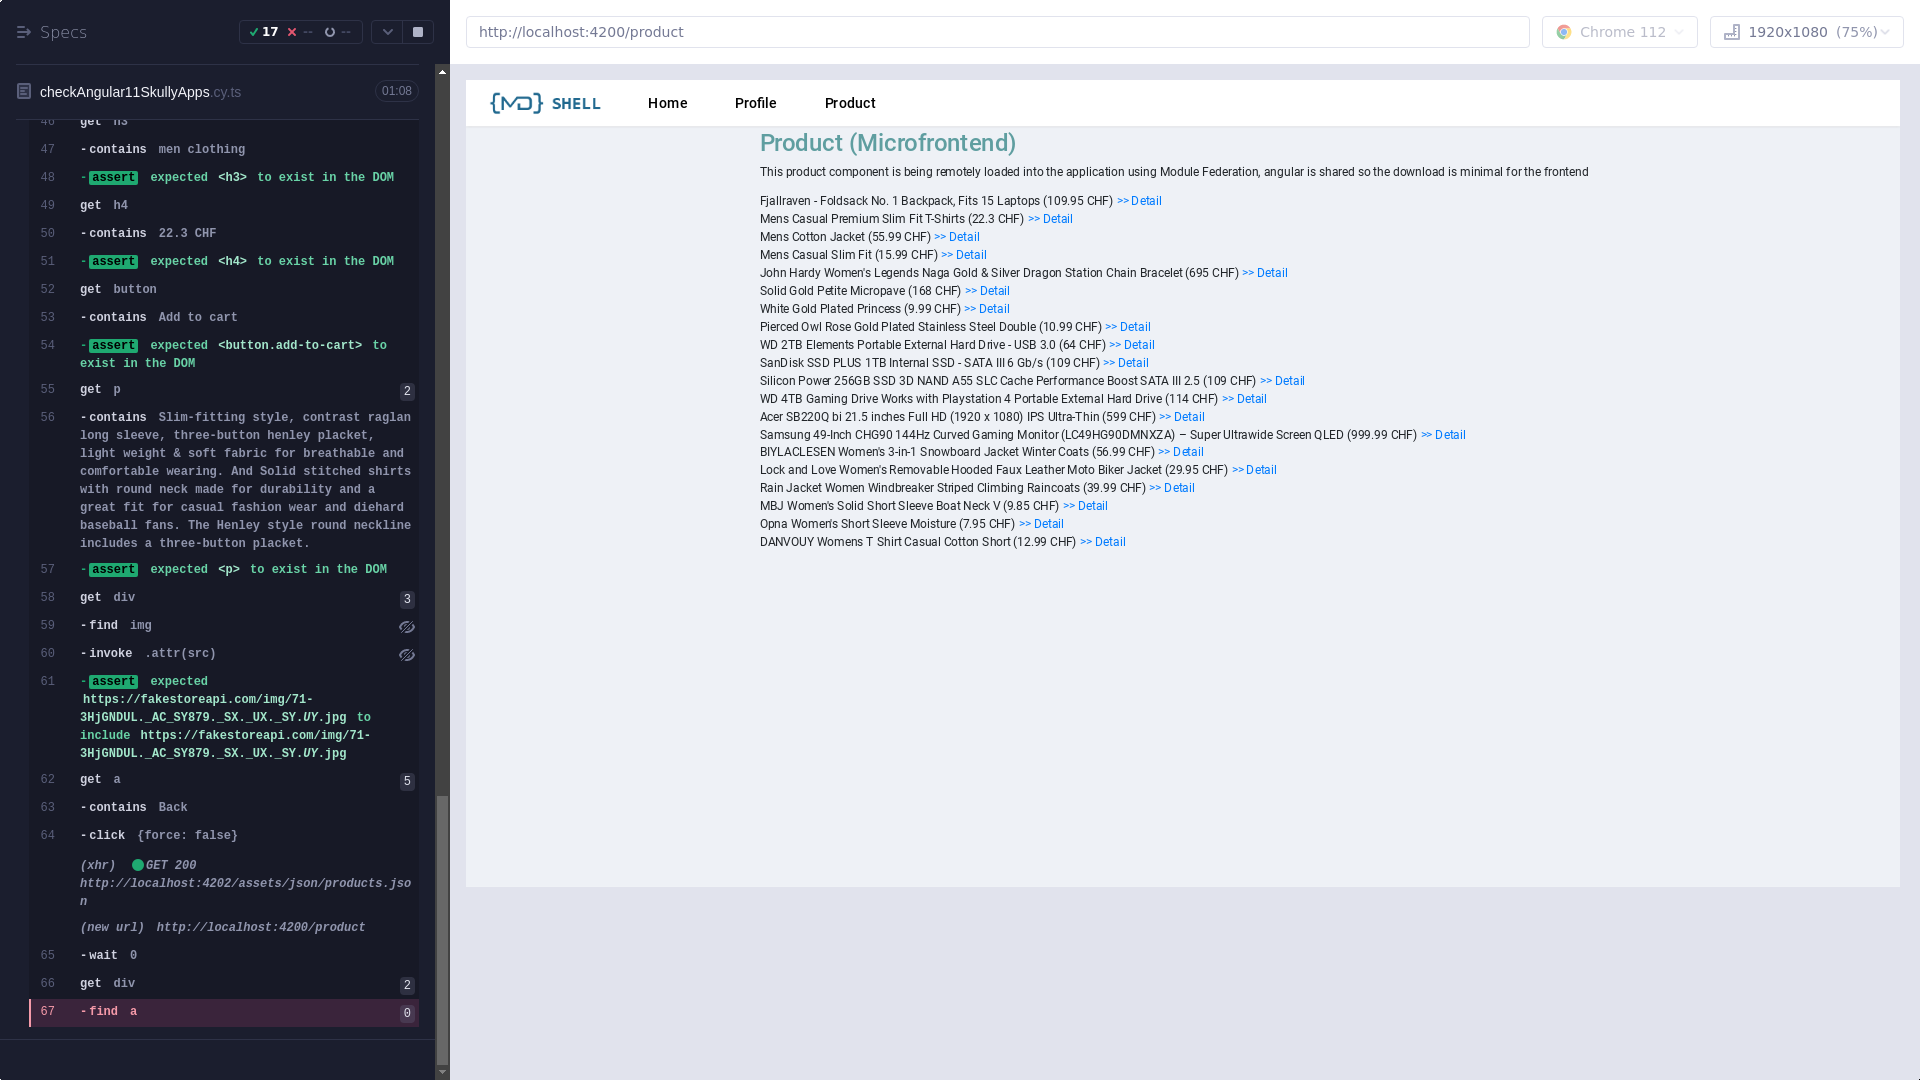 Specs
17
--
--
checkAngular11SkullyApps.cy.ts
01:08
46 get h3
47 -contains men clothing
48 -assert expected <h3> to exist in the DOM
49 get h4
50 -contains 22.3 CHF
51 -assert expected <h4> to exist in the DOM
52 get button
53 -contains Add to cart
54 -assert expected <button.add-to-cart> to
exist in the DOM
55 get p 2
56 -contains Slim-fitting style, contrast raglan
long sleeve, three-button henley placket,
light weight & soft fabric for breathable and
comfortable wearing. And Solid stitched shirts
with round neck made for durability and a
great fit for casual fashion wear and diehard
baseball fans. The Henley style round neckline
includes a three-button placket.
57 -assert expected <p> to exist in the DOM
58 get div 3
59 -find img
60 -invoke .attr(src)
61 -assert expected
https://fakestoreapi.com/img/71-
3HjGNDUL._AC_SY879._SX._UX._SY.UY.jpg to
include https://fakestoreapi.com/img/71-
3HjGNDUL._AC_SY879._SX._UX._SY.UY.jpg
62 get a 5
63 -contains Back
64 -click {force: false}
(xhr) GET 200
http://localhost:4202/assets/json/products.jso
n
(new url) http://localhost:4200/product
65 -wait 0
66 get div 2
67 -find a 0
http://localhost:4200/product
Chrome 112
1920x1080 (75%)
{MD} SHELL
Home
Profile
Product
Product (Microfrontend)
This product component is being remotely loaded into the application using Module Federation, angular is shared so the download is minimal for the frontend
Fjallraven - Foldsack No. 1 Backpack, Fits 15 Laptops (109.95 CHF) >> Detail
Mens Casual Premium Slim Fit T-Shirts (22.3 CHF) >> Detail
Mens Cotton Jacket (55.99 CHF) >> Detail
Mens Casual Slim Fit (15.99 CHF) >> Detail
John Hardy Women's Legends Naga Gold & Silver Dragon Station Chain Bracelet (695 CHF) >> Detail
Solid Gold Petite Micropave (168 CHF) >> Detail
White Gold Plated Princess (9.99 CHF) >> Detail
Pierced Owl Rose Gold Plated Stainless Steel Double (10.99 CHF) >> Detail
WD 2TB Elements Portable External Hard Drive - USB 3.0 (64 CHF) >> Detail
SanDisk SSD PLUS 1TB Internal SSD - SATA III 6 Gb/s (109 CHF) >> Detail
Silicon Power 256GB SSD 3D NAND A55 SLC Cache Performance Boost SATA III 2.5 (109 CHF) >> Detail
WD 4TB Gaming Drive Works with Playstation 4 Portable External Hard Drive (114 CHF) >> Detail
Acer SB220Q bi 21.5 inches Full HD (1920 x 1080) IPS Ultra-Thin (599 CHF) >> Detail
Samsung 49-Inch CHG90 144Hz Curved Gaming Monitor (LC49HG90DMNXZA) – Super Ultrawide Screen QLED (999.99 CHF) >> Detail
BIYLACLESEN Women's 3-in-1 Snowboard Jacket Winter Coats (56.99 CHF) >> Detail
Lock and Love Women's Removable Hooded Faux Leather Moto Biker Jacket (29.95 CHF) >> Detail
Rain Jacket Women Windbreaker Striped Climbing Raincoats (39.99 CHF) >> Detail
MBJ Women's Solid Short Sleeve Boat Neck V (9.85 CHF) >> Detail
Opna Women's Short Sleeve Moisture (7.95 CHF) >> Detail
DANVOUY Womens T Shirt Casual Cotton Short (12.99 CHF) >> Detail